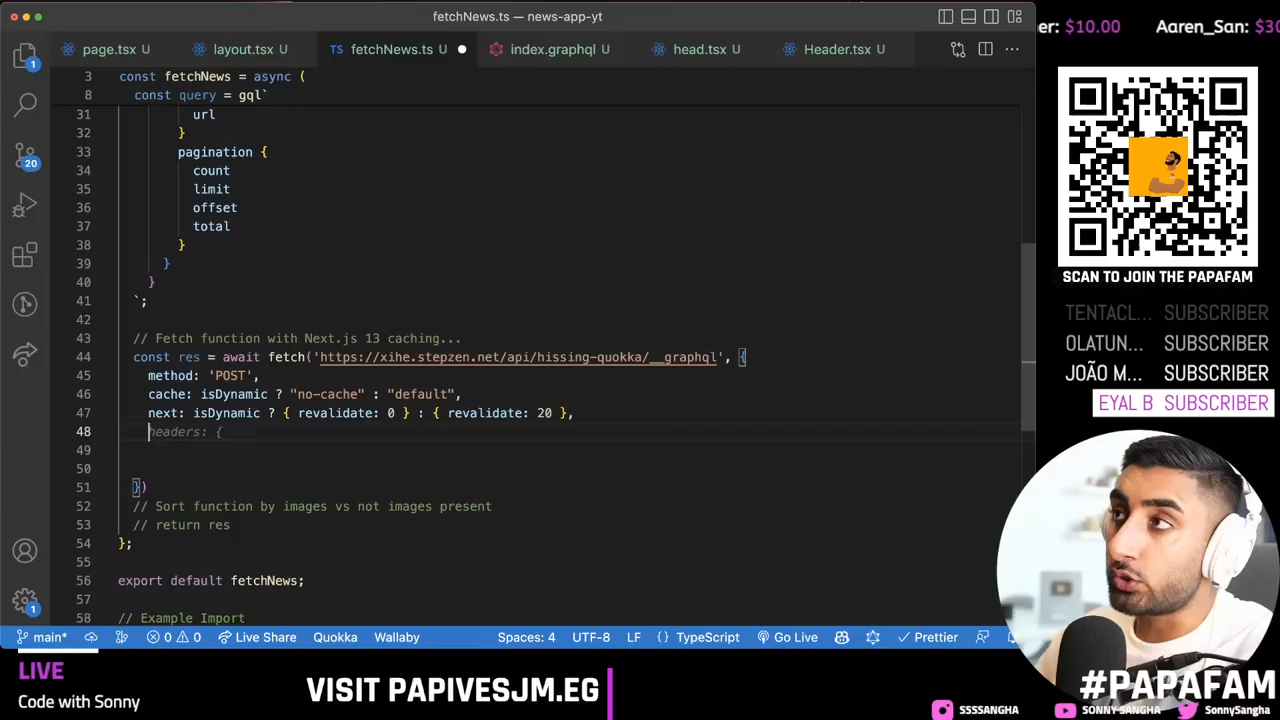 fetchNews.ts — news-app-yt
her: $10.00 Aaren_San: $30
page.tsx U
layout.tsx U
TS fetchNews.ts U
index.graphql U
head.tsx U
Header.tsx U
3 const fetchNews = async (
8 const query = gql`
31 url
32 }
33 pagination {
34 count
35 limit
36 offset
37 total
38 }
39 }
40 }
41 `;
42
43 // Fetch function with Next.js 13 caching...
44 const res = await fetch('https://xihe.stepzen.net/api/hissing-quokka/__graphql', {
45 method: 'POST',
46 cache: isDynamic ? "no-cache" : "default",
47 next: isDynamic ? { revalidate: 0 } : { revalidate: 20 },
48 headers: {
49
50
51 })
52 // Sort function by images vs not images present
53 // return res
54 };
55
56 export default fetchNews;
57
58 // Example Import
1
20
1
main* 0 0 Live Share Quokka Wallaby Spaces: 4 UTF-8 LF {} TypeScript Go Live Prettier
SCAN TO JOIN THE PAPAFAM
TENTACL... SUBSCRIBER
OLATUN... SUBSCRIBER
JOÃO M... SUBSCRIBER
EYAL B SUBSCRIBER
LIVE
Code with Sonny
VISIT PAPIVESJM.EG
#PAPAFAM
SSSSANGHA SONNY SANGHA SonnySangha